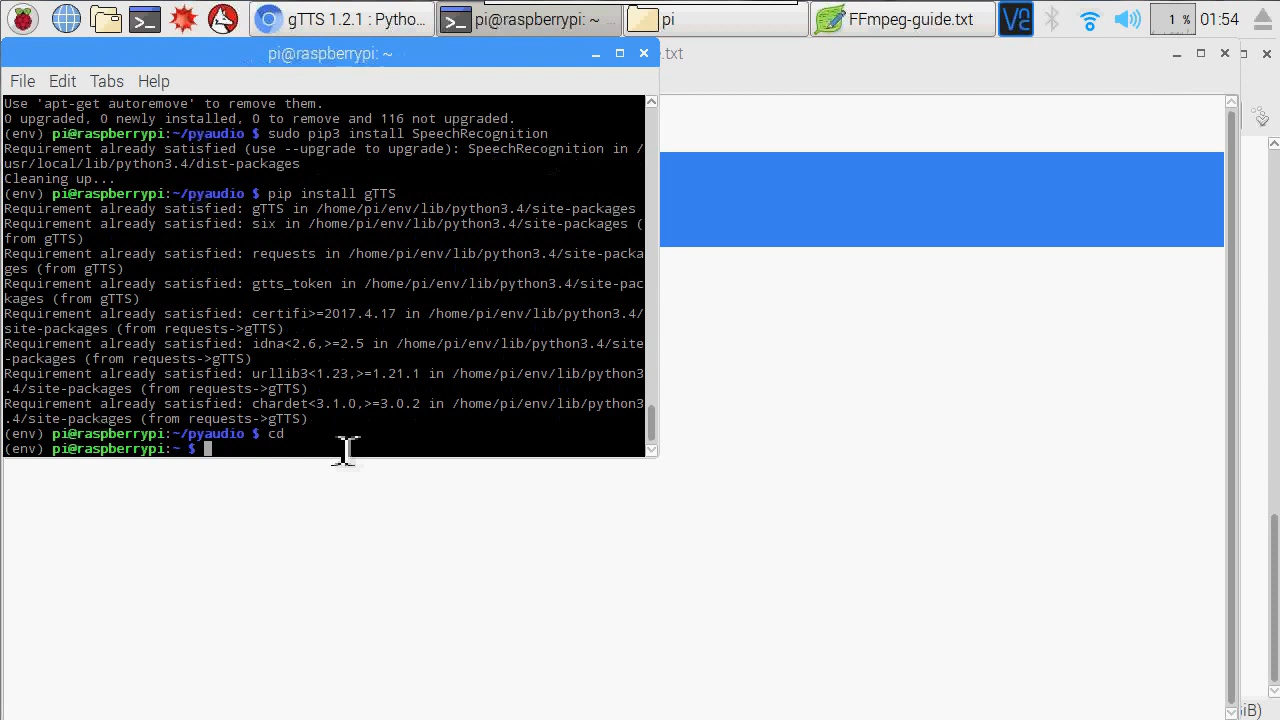 gTTS 1.2.1 : Pytho...
pi@raspberrypi: ~ ...
pi
FFmpeg-guide.txt
1 %
01:54
pi@raspberrypi: ~
e.txt
File Edit Tabs Help
Use 'apt-get autoremove' to remove them.
0 upgraded, 0 newly installed, 0 to remove and 116 not upgraded.
(env) pi@raspberrypi:~/pyaudio $ sudo pip3 install SpeechRecognition
Requirement already satisfied (use --upgrade to upgrade): SpeechRecognition in /
usr/local/lib/python3.4/dist-packages
Cleaning up...
(env) pi@raspberrypi:~/pyaudio $ pip install gTTS
Requirement already satisfied: gTTS in /home/pi/env/lib/python3.4/site-packages
Requirement already satisfied: six in /home/pi/env/lib/python3.4/site-packages (
from gTTS)
Requirement already satisfied: requests in /home/pi/env/lib/python3.4/site-packa
ges (from gTTS)
Requirement already satisfied: gtts_token in /home/pi/env/lib/python3.4/site-pac
kages (from gTTS)
Requirement already satisfied: certifi>=2017.4.17 in /home/pi/env/lib/python3.4/
site-packages (from requests->gTTS)
Requirement already satisfied: idna<2.6,>=2.5 in /home/pi/env/lib/python3.4/site
-packages (from requests->gTTS)
Requirement already satisfied: urllib3<1.23,>=1.21.1 in /home/pi/env/lib/python3
.4/site-packages (from requests->gTTS)
Requirement already satisfied: chardet<3.1.0,>=3.0.2 in /home/pi/env/lib/python3
.4/site-packages (from requests->gTTS)
(env) pi@raspberrypi:~/pyaudio $ cd
(env) pi@raspberrypi:~ $
iB)